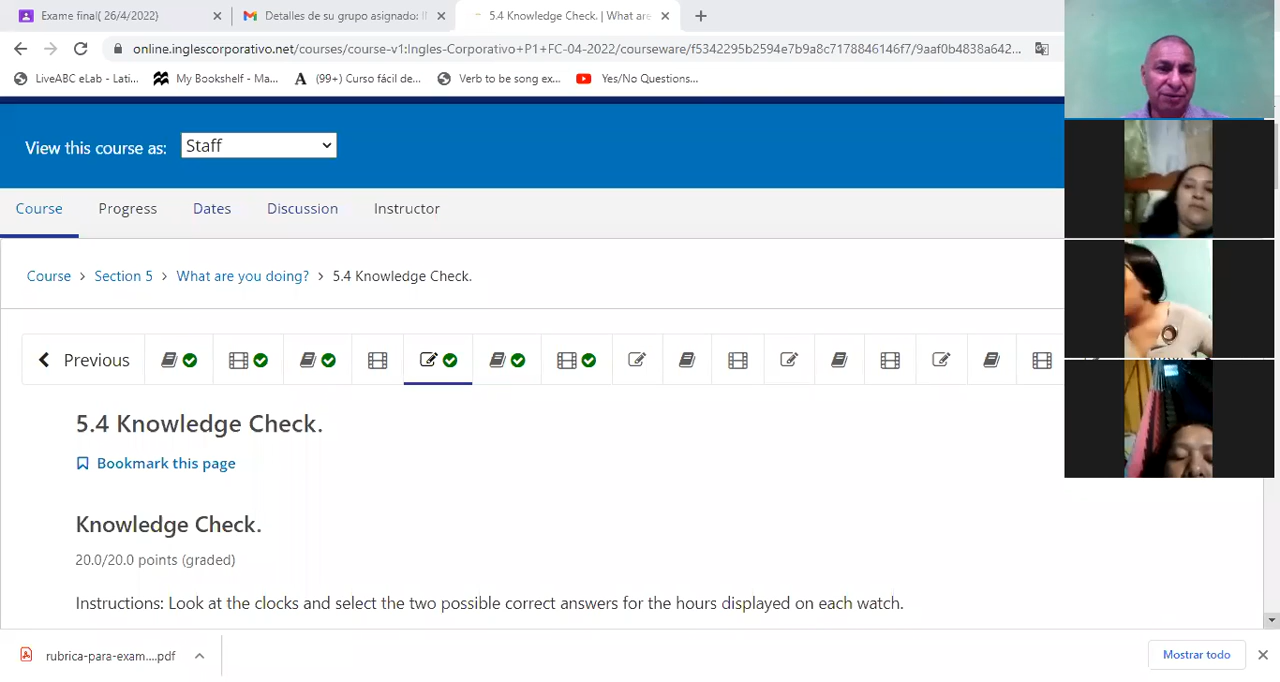 Exame final( 26/4/2022)
Detalles de su grupo asignado: If
5.4 Knowledge Check. | What are
online.inglescorporativo.net/courses/course-v1:Ingles-Corporativo+P1+FC-04-2022/courseware/f5342295b2594e7b9a8c7178846146f7/9aaf0b4838a642...
LiveABC eLab - Lati...
My Bookshelf - Ma...
(99+) Curso fácil de...
Verb to be song ex...
Yes/No Questions...
View this course as:
Staff
Course
Progress
Dates
Discussion
Instructor
Course > Section 5 > What are you doing? > 5.4 Knowledge Check.
Previous
5.4 Knowledge Check.
Bookmark this page
Knowledge Check.
20.0/20.0 points (graded)
Instructions: Look at the clocks and select the two possible correct answers for the hours displayed on each watch.
rubrica-para-exam....pdf
Mostrar todo